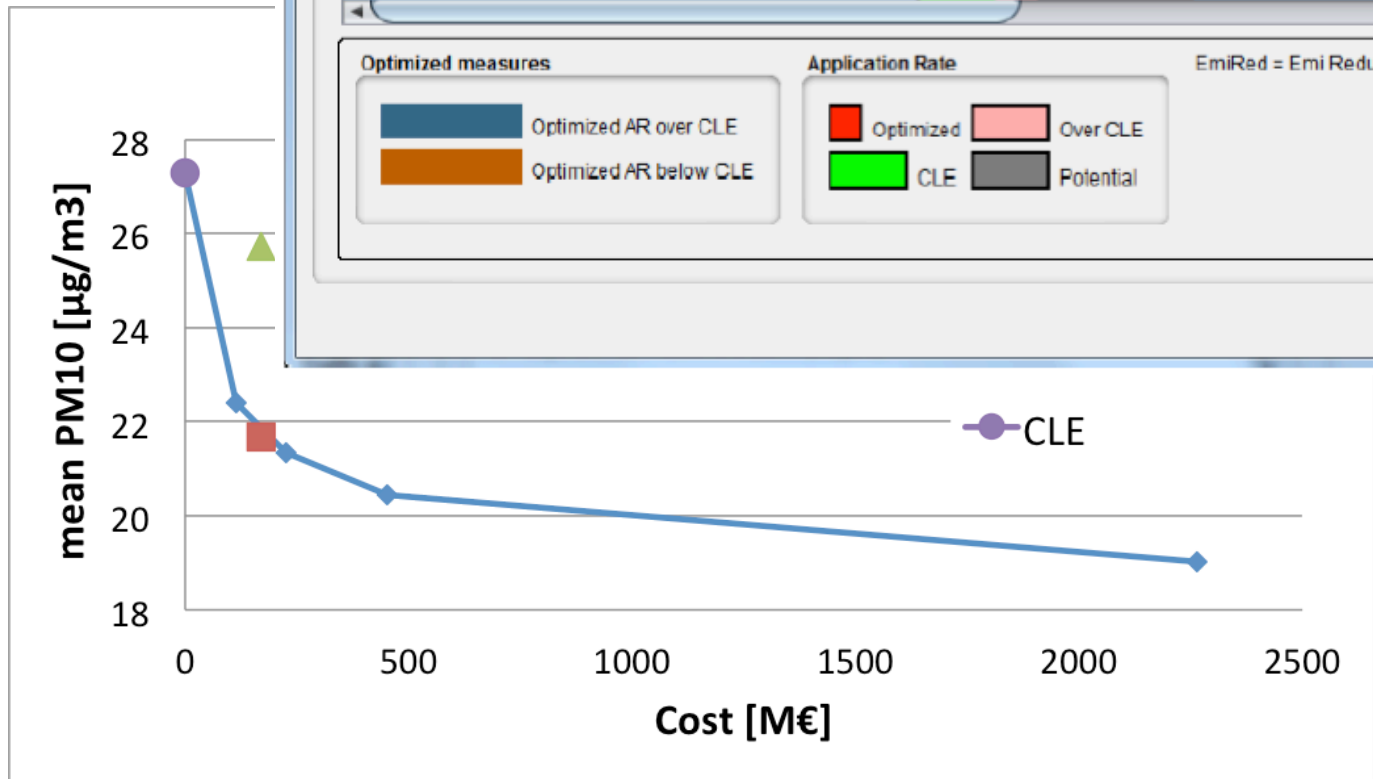 Optimized measures
Optimized AR over CLE
Optimized AR below CLE
Application Rate
Optimized
Over CLE
CLE
Potential
EmiRed = Emi Redu
28
26
24
22
20
18
mean PM10 [µg/m3]
CLE
0 500 1000 1500 2000 2500
Cost [M€]